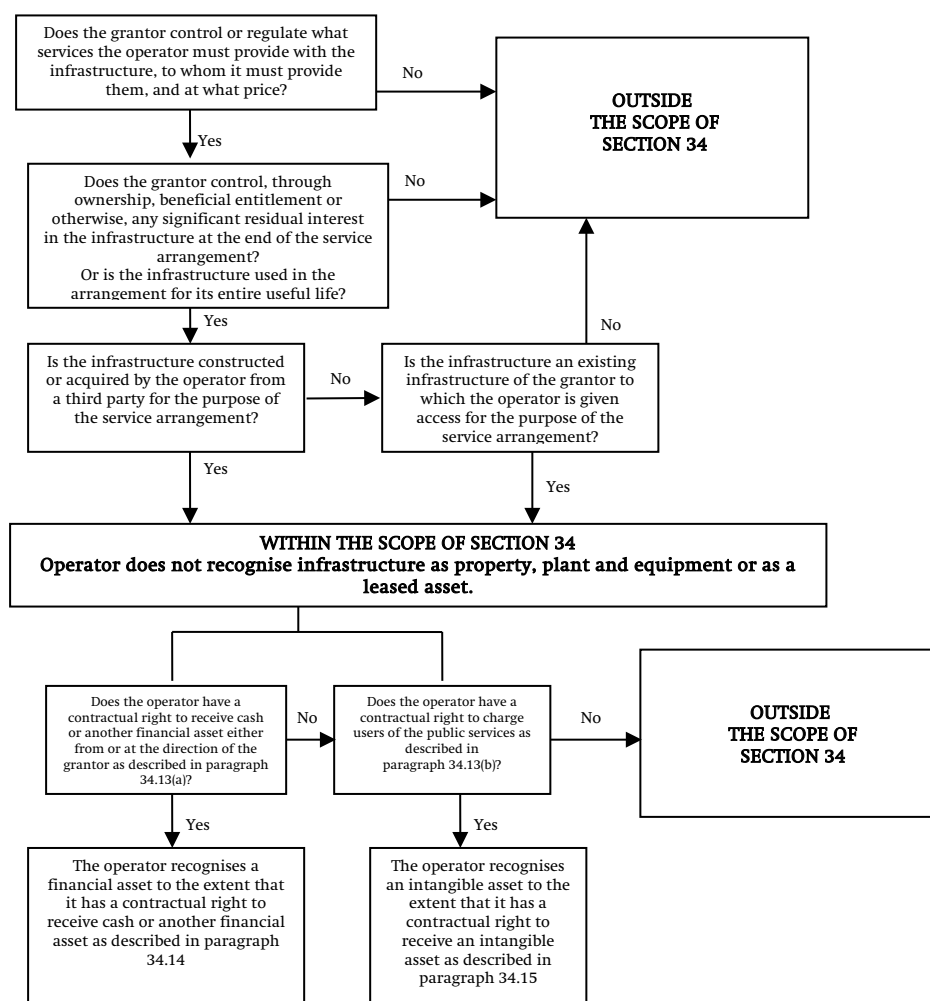 Does the grantor control or regulate what
services the operator must provide with the
infrastructure, to whom it must provide
them, and at what price?
No
OUTSIDE
THE SCOPE OF
SECTION 34
Yes
Does the grantor control, through
ownership, beneficial entitlement or
otherwise, any significant residual interest
in the infrastructure at the end of the service
arrangement?
Or is the infrastructure used in the
arrangement for its entire useful life?
No
Yes
No
Is the infrastructure constructed
or acquired by the operator from
a third party for the purpose of
the service arrangement?
No
Is the infrastructure an existing
infrastructure of the grantor to
which the operator is given
access for the purpose of the
service arrangement?
Yes
Yes
WITHIN THE SCOPE OF SECTION 34
Operator does not recognise infrastructure as property, plant and equipment or as a
leased asset.
Does the operator have a
contractual right to receive cash
or another financial asset either
from or at the direction of the
grantor as described in paragraph
34.13(a)?
No
Does the operator have a
contractual right to charge
users of the public services as
described in
paragraph 34.13(b)?
No
OUTSIDE
THE SCOPE OF
SECTION 34
Yes
Yes
The operator recognises a
financial asset to the extent that
it has a contractual right to
receive cash or another financial
asset as described in paragraph
34.14
The operator recognises
an intangible asset to the
extent that it has a
contractual right to
receive an intangible
asset as described in
paragraph 34.15